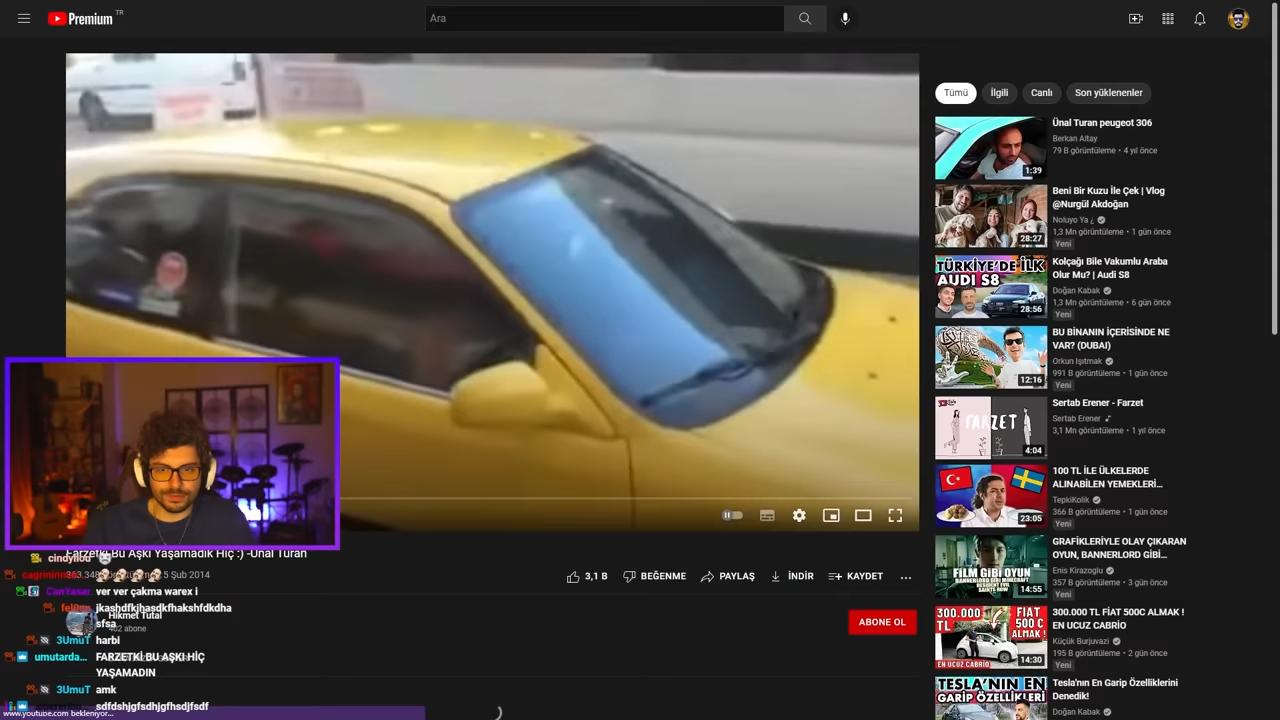 Premium TR
Ara
Tümü
İlgili
Canlı
Son yüklenenler
Ünal Turan peugeot 306
Berkan Altay
79 B görüntüleme • 4 yıl önce
1:39
Beni Bir Kuzu İle Çek | Vlog
@Nurgül Akdoğan
Noluyo Ya ¿
1,3 Mn görüntüleme • 1 gün önce
Yeni
28:27
TÜRKİYE'DE İLK
AUDI S8
28:56
Kolçağı Bile Vakumlu Araba
Olur Mu? | Audi S8
Doğan Kabak
1,3 Mn görüntüleme • 6 gün önce
Yeni
BU BİNANIN İÇERİSİNDE NE
VAR? (DUBAI)
Orkun Işıtmak
991 B görüntüleme • 1 gün önce
Yeni
12:16
FARZET
4:04
Sertab Erener - Farzet
Sertab Erener
3,1 Mn görüntüleme • 1 yıl önce
100 TL İLE ÜLKELERDE
ALINABİLEN YEMEKLERİ...
TepkiKolik
366 B görüntüleme • 1 gün önce
Yeni
23:05
GRAFİKLERİYLE OLAY ÇIKARAN
OYUN, BANNERLORD GİBİ...
Enis Kirazoglu
357 B görüntüleme • 3 gün önce
Yeni
FİLM GİBİ OYUN
14:55
300.000 TL FİAT 500C ALMAK !
EN UCUZ CABRİO
Küçük Burjuvazi
195 B görüntüleme • 2 gün önce
Yeni
300.000
TL
FIAT
500 C
ALMAK!
EN UCUZ CABRIO
14:30
TESLA'NIN EN
GARİP ÖZELLİKLERİ
Tesla'nın En Garip Özelliklerini
Denedik!
Doğan Kabak
Farzetki Bu Aşkı Yaşamadık Hiç :) -Ünal Turan
5 Şub 2014
3,1 B
BEĞENME
PAYLAŞ
İNDİR
KAYDET
Hikmet Tutal
402 abone
ABONE OL
CanYasar ver ver çakma warex i
jkashdfkjhasdkfhakshfdkdha
sfsa
3UmuT harbi
umutarda... FARZETKİ BU AŞKI HİÇ
YAŞAMADIN
3UmuT amk
sdfdshjgfsdhjgfhsdjfsdf
www.youtube.com bekleniyor...